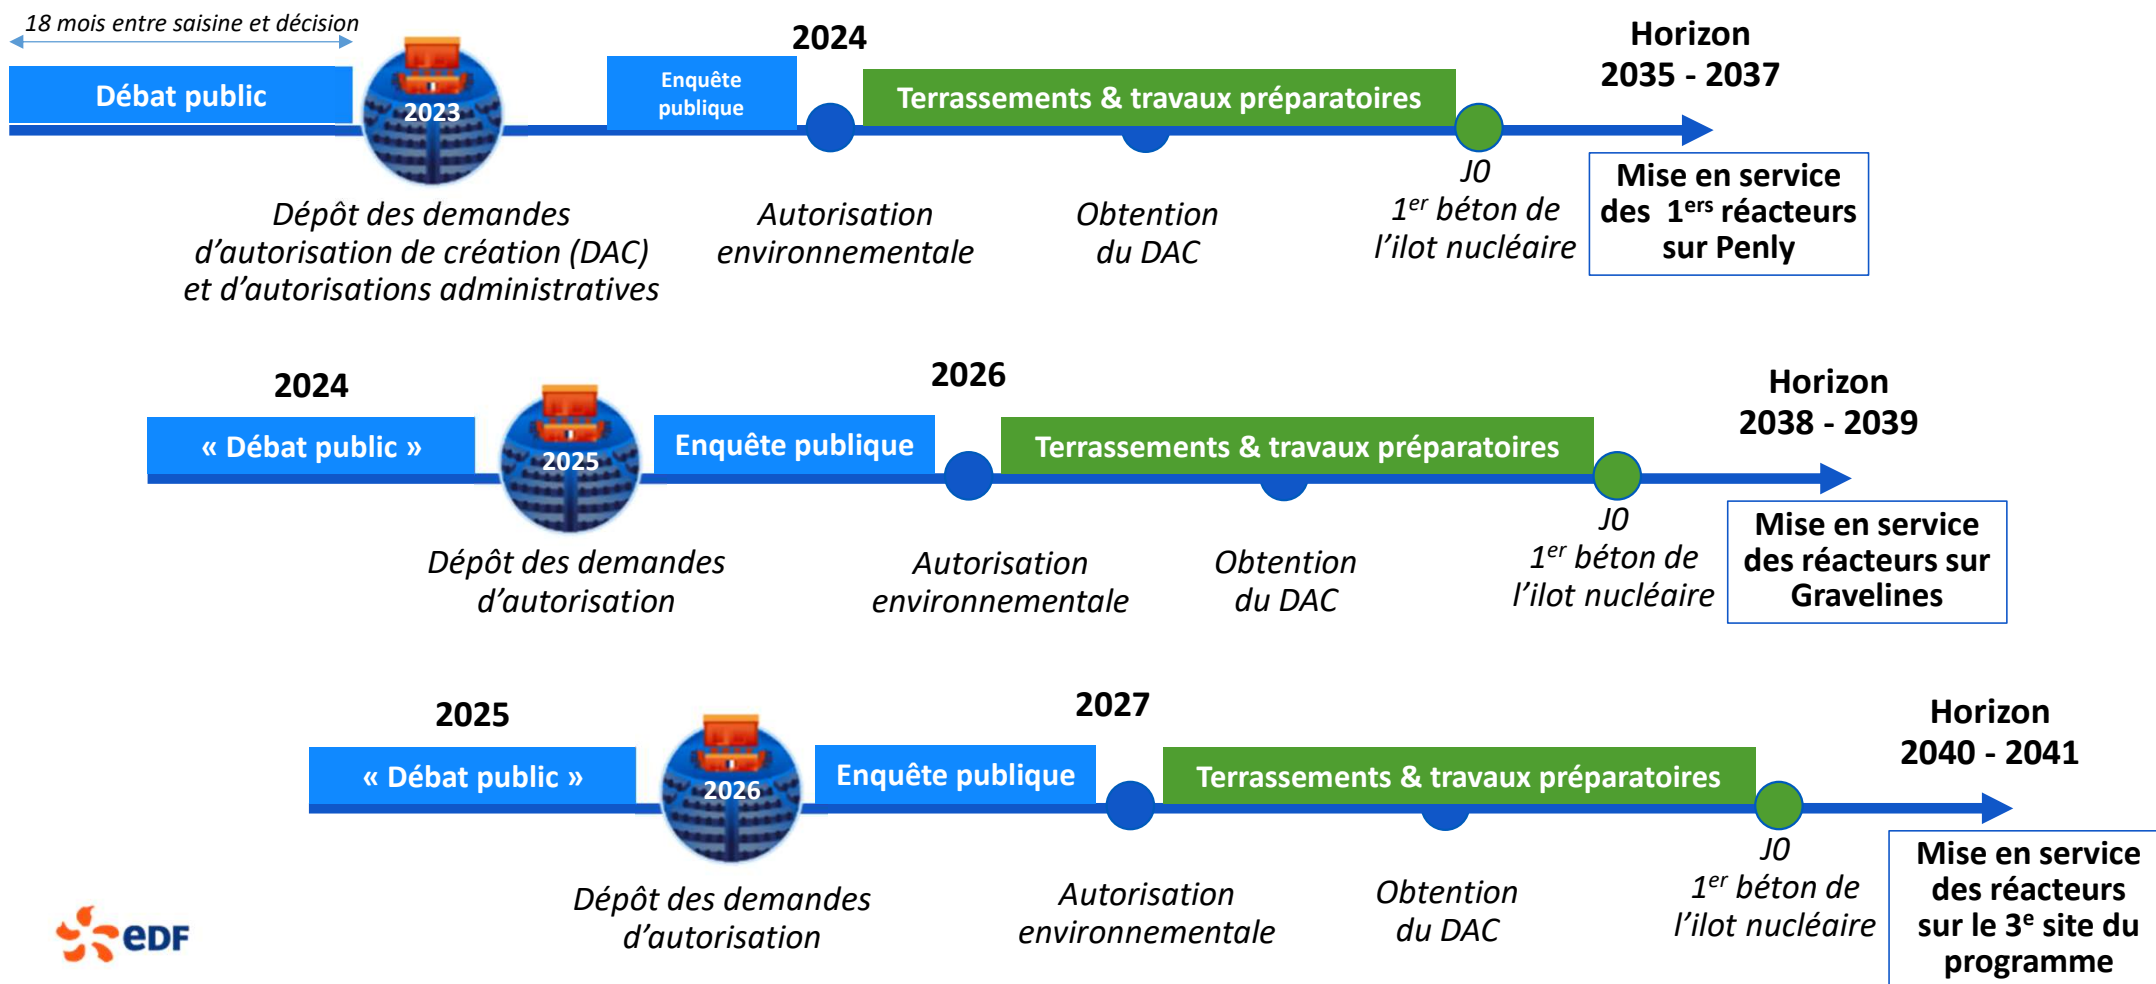 18 mois entre saisine et décision
Débat public
2023
Enquête
publique
2024
Terrassements & travaux préparatoires
Horizon
2035 - 2037
Dépôt des demandes
d'autorisation de création (DAC)
et d'autorisations administratives
Autorisation
environnementale
Obtention
du DAC
J0
1er béton de
l'ilot nucléaire
Mise en service
des 1ers réacteurs
sur Penly
2024
« Débat public »
2025
Enquête publique
2026
Terrassements & travaux préparatoires
Horizon
2038 - 2039
Dépôt des demandes
d'autorisation
Autorisation
environnementale
Obtention
du DAC
J0
1er béton de
l'ilot nucléaire
Mise en service
des réacteurs sur
Gravelines
2025
« Débat public »
2026
Enquête publique
2027
Terrassements & travaux préparatoires
Horizon
2040 - 2041
Dépôt des demandes
d'autorisation
Autorisation
environnementale
Obtention
du DAC
J0
1er béton de
l'ilot nucléaire
Mise en service
des réacteurs
sur le 3e site du
programme
eDF